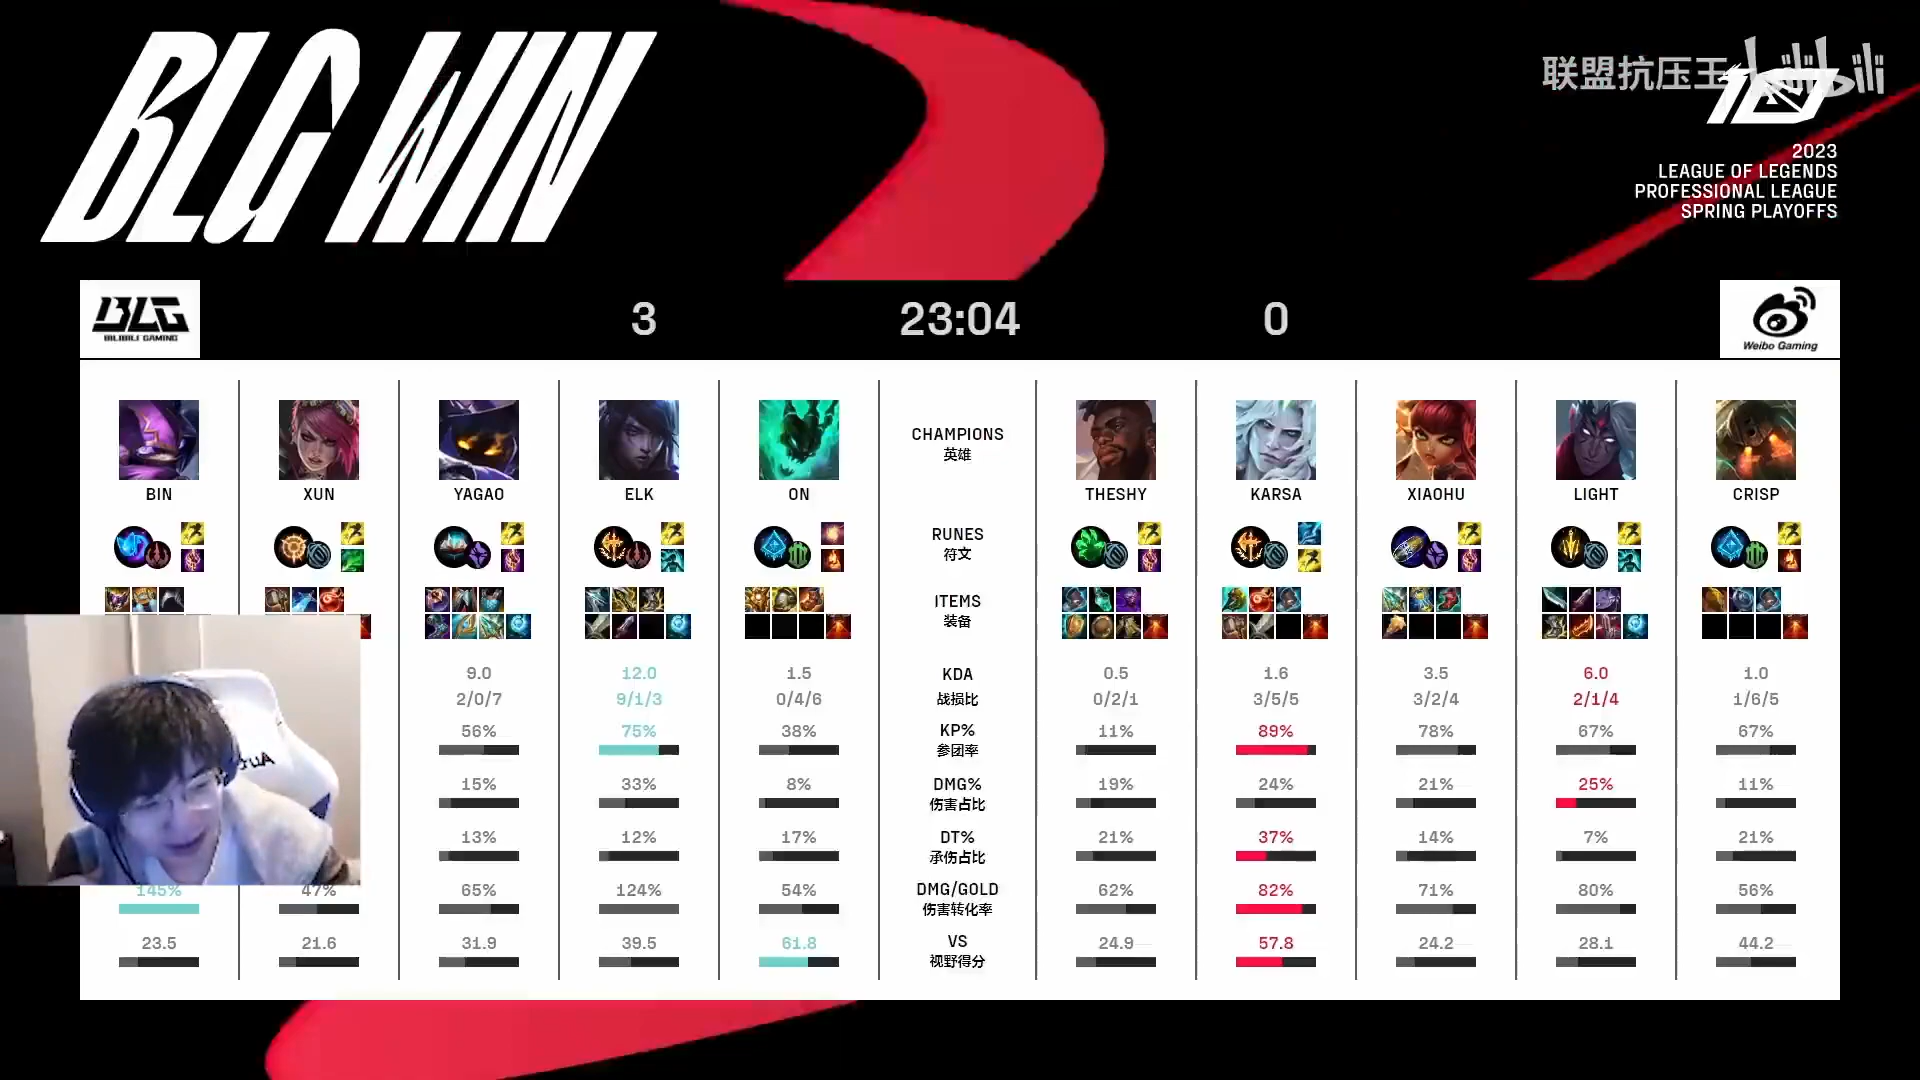 BLG WIN
联盟抗压王 bilibili
2023
LEAGUE OF LEGENDS
PROFESSIONAL LEAGUE
SPRING PLAYOFFS
BLG
BILIBILI GAMING
3
23:04
0
Weibo Gaming
CHAMPIONS
英雄
BIN XUN YAGAO ELK ON THESHY KARSA XIAOHU LIGHT CRISP
RUNES
符文
ITEMS
装备
9.0 12.0 1.5 KDA 0.5 1.6 3.5 6.0 1.0
2/0/7 9/1/3 0/4/6 战损比 0/2/1 3/5/5 3/2/4 2/1/4 1/6/5
56% 75% 38% KP% 11% 89% 78% 67% 67%
参团率
15% 33% 8% DMG% 19% 24% 21% 25% 11%
伤害占比
13% 12% 17% DT% 21% 37% 14% 7% 21%
承伤占比
145% 47% 65% 124% 54% DMG/GOLD 62% 82% 71% 80% 56%
伤害转化率
23.5 21.6 31.9 39.5 61.8 VS 24.9 57.8 24.2 28.1 44.2
视野得分